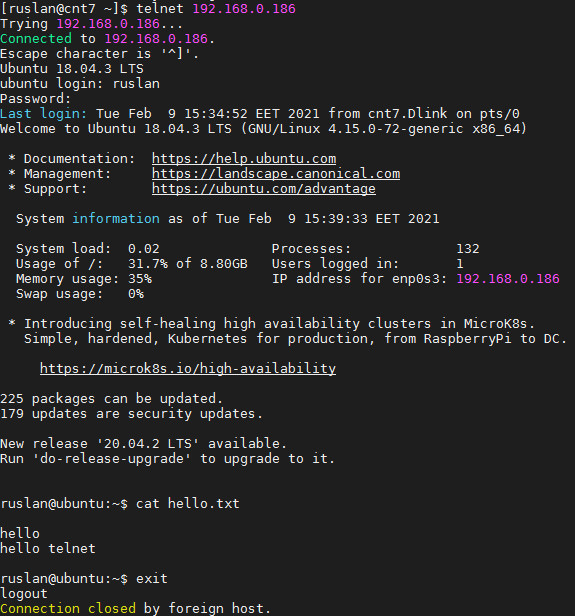 [ruslan@cnt7 ~]$ telnet 192.168.0.186
Trying 192.168.0.186...
Connected to 192.168.0.186.
Escape character is '^]'.
Ubuntu 18.04.3 LTS
ubuntu login: ruslan
Password:
Last login: Tue Feb  9 15:34:52 EET 2021 from cnt7.Dlink on pts/0
Welcome to Ubuntu 18.04.3 LTS (GNU/Linux 4.15.0-72-generic x86_64)

 * Documentation:  https://help.ubuntu.com
 * Management:     https://landscape.canonical.com
 * Support:        https://ubuntu.com/advantage

  System information as of Tue Feb  9 15:39:33 EET 2021

  System load:  0.02              Processes:             132
  Usage of /:   31.7% of 8.80GB   Users logged in:       1
  Memory usage: 35%               IP address for enp0s3: 192.168.0.186
  Swap usage:   0%

 * Introducing self-healing high availability clusters in MicroK8s.
   Simple, hardened, Kubernetes for production, from RaspberryPi to DC.

     https://microk8s.io/high-availability

225 packages can be updated.
179 updates are security updates.

New release '20.04.2 LTS' available.
Run 'do-release-upgrade' to upgrade to it.


ruslan@ubuntu:~$ cat hello.txt

hello
hello telnet

ruslan@ubuntu:~$ exit
logout
Connection closed by foreign host.